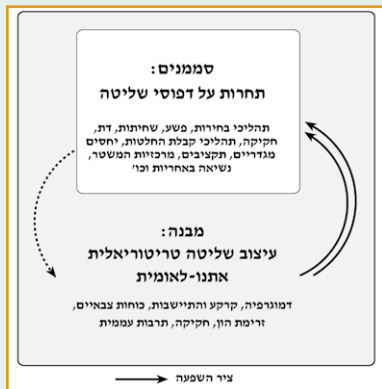 סממנים:
תחרות על דפוסי שליטה
תהליכי בחירות, פשע, שחיתות, דת,
חקיקה, תהליכי קבלת החלטות, יחסים
מגדריים, תקציבים, מרכזיות המשטר,
נשיאה באחריות וכו'
מבנה:
עיצוב שליטה טריטוריאלית
אתנו-לאומית
דמוגרפיה, קרקע והתיישבות, כוחות צבאיים,
זרימת הון, חקיקה, תרבות עממית
ציר השפעה